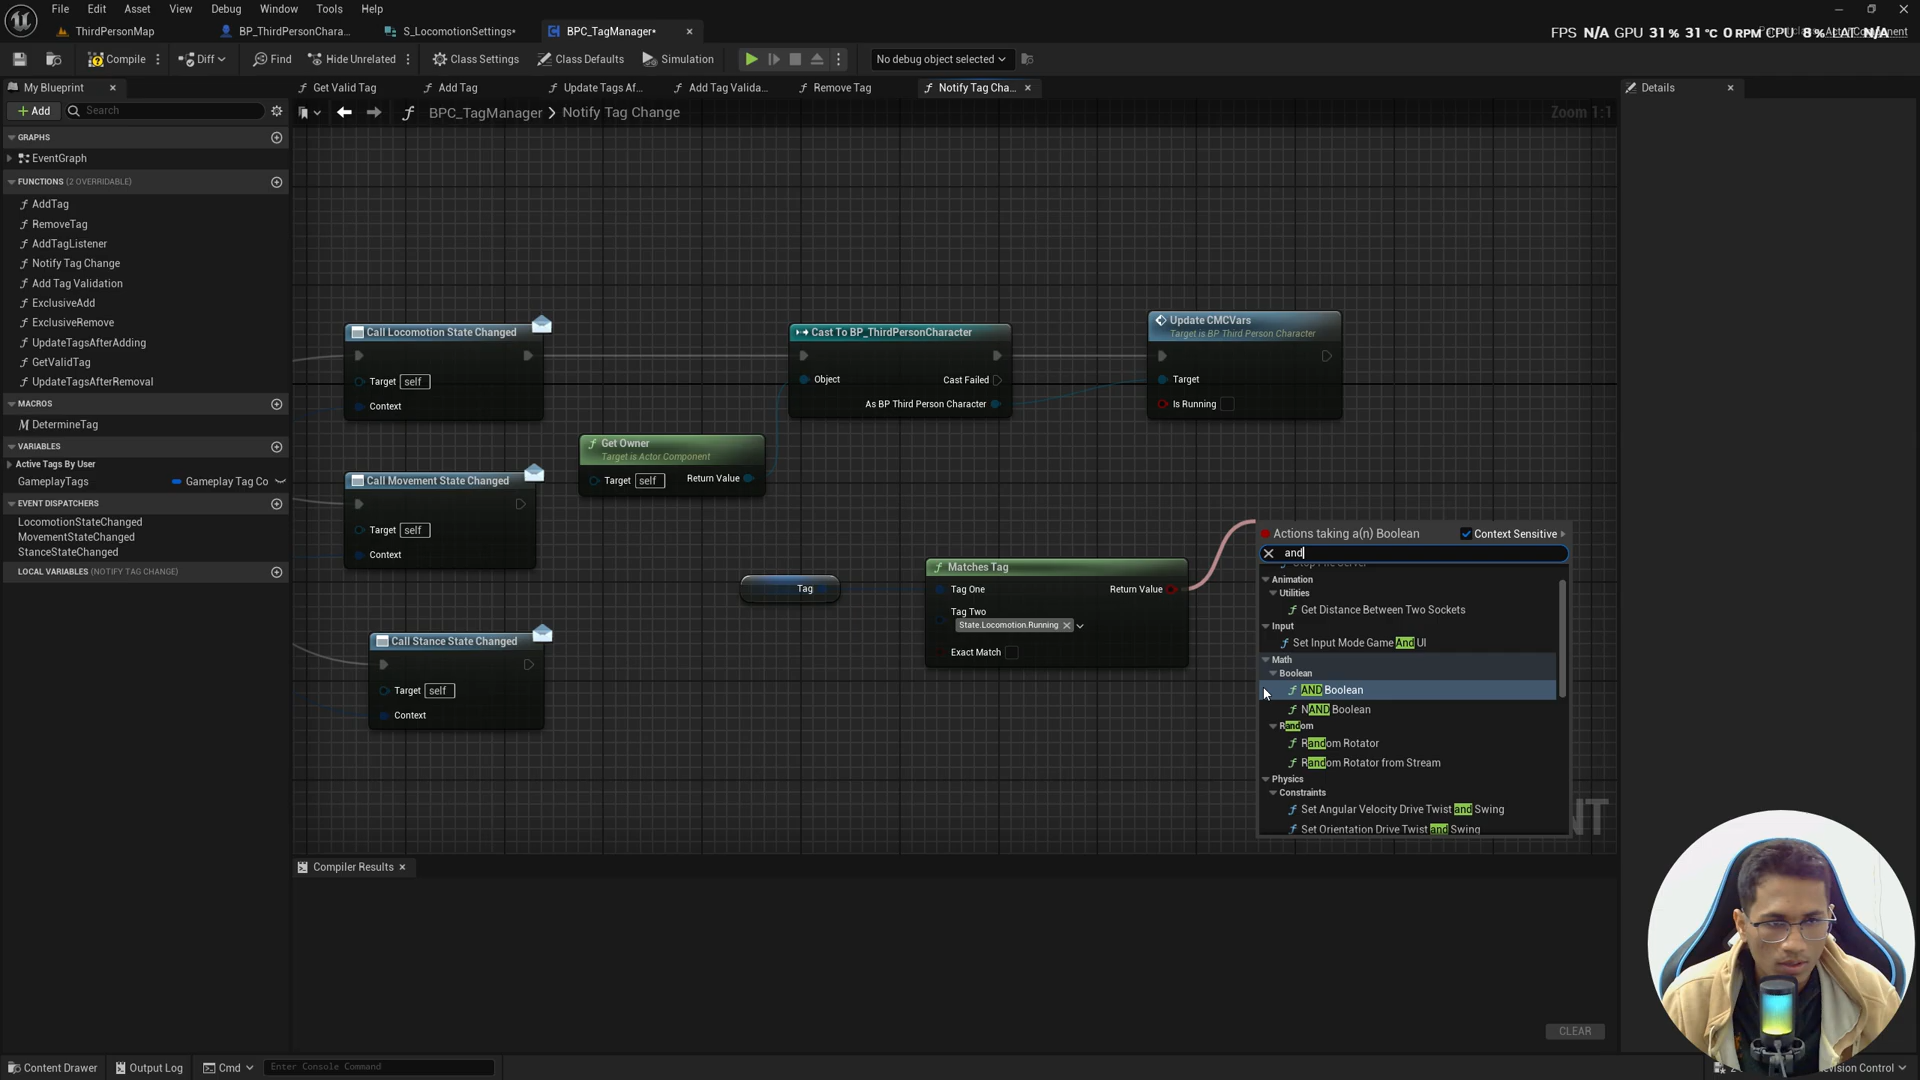 File Edit Asset View Debug Window Tools Help
ThirdPersonMap
BP_ThirdPersonChara...
S_LocomotionSettings*
BPC_TagManager*
FPS N/A GPU 31 % 31 °C 0 RPM CPU 8 % LAT N/A
Compile
Diff
Find
Hide Unrelated
Class Settings
Class Defaults
Simulation
No debug object selected
My Blueprint
Get Valid Tag
Add Tag
Update Tags Af...
Add Tag Valida...
Remove Tag
Notify Tag Cha...
Details
Add
Search
BPC_TagManager > Notify Tag Change
Zoom 1:1
GRAPHS
EventGraph
FUNCTIONS (2 OVERRIDABLE)
AddTag
RemoveTag
AddTagListener
Notify Tag Change
Add Tag Validation
ExclusiveAdd
ExclusiveRemove
UpdateTagsAfterAdding
GetValidTag
UpdateTagsAfterRemoval
MACROS
DetermineTag
VARIABLES
Active Tags By User
GameplayTags
Gameplay Tag Co
EVENT DISPATCHERS
LocomotionStateChanged
MovementStateChanged
StanceStateChanged
LOCAL VARIABLES (NOTIFY TAG CHANGE)
Call Locomotion State Changed
Target self
Context
Call Movement State Changed
Target self
Context
Call Stance State Changed
Target self
Context
Get Owner
Target is Actor Component
Target self
Return Value
Cast To BP_ThirdPersonCharacter
Object
Cast Failed
As BP Third Person Character
Update CMCVars
Target is BP Third Person Character
Target
Is Running
Tag
Matches Tag
Tag One
Return Value
Tag Two
State.Locomotion.Running
Exact Match
Actions taking a(n) Boolean
Context Sensitive
and
Animation
Utilities
Get Distance Between Two Sockets
Input
Set Input Mode Game And UI
Math
Boolean
AND Boolean
NAND Boolean
Random
Random Rotator
Random Rotator from Stream
Physics
Constraints
Set Angular Velocity Drive Twist and Swing
Set Orientation Drive Twist and Swing
Compiler Results
CLEAR
Content Drawer
Output Log
Cmd
Enter Console Command